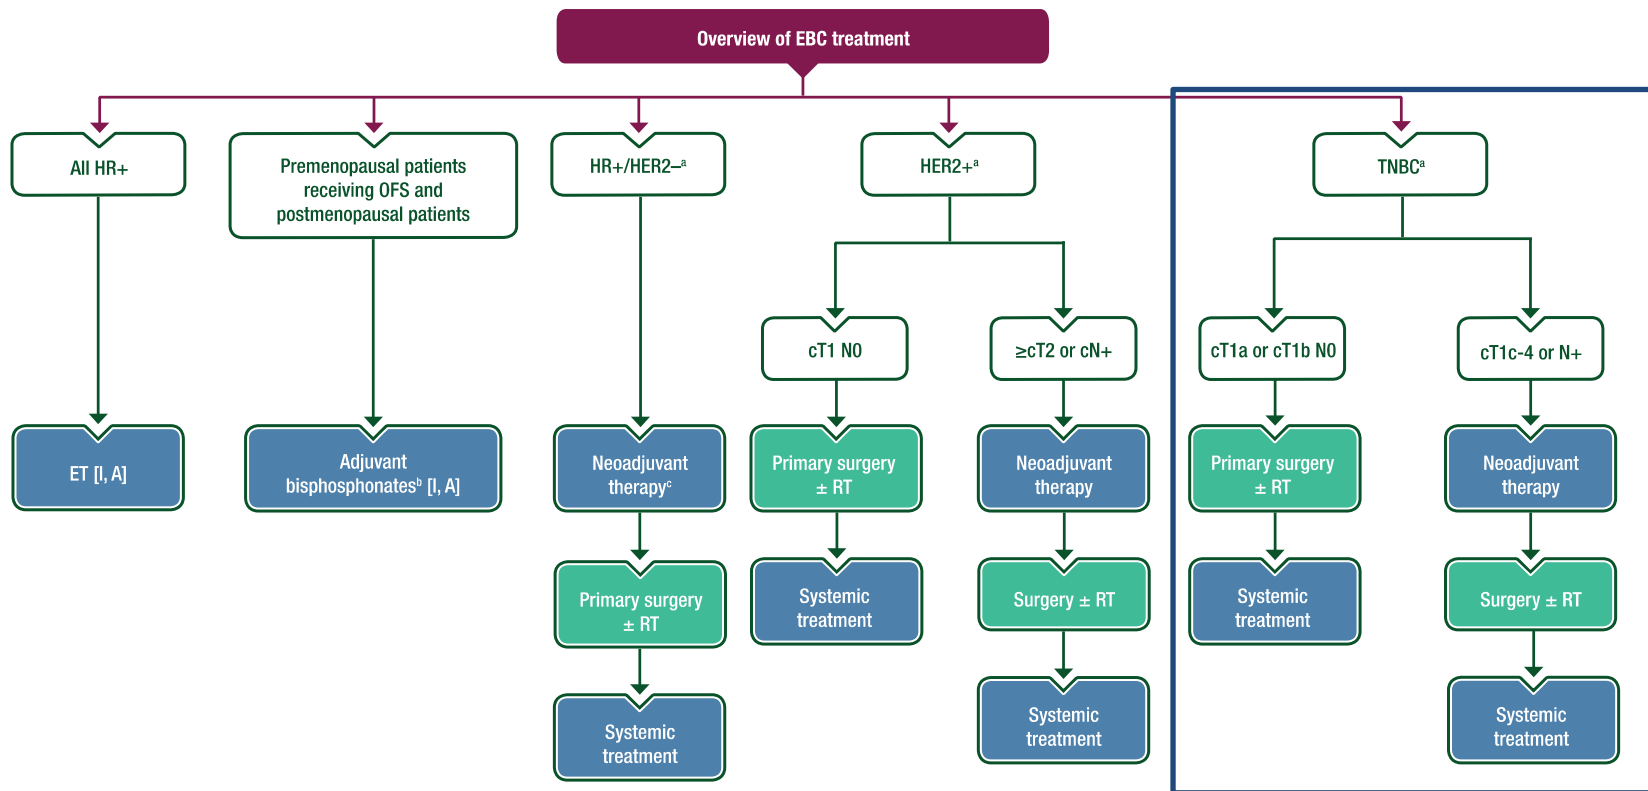 Overview of EBC treatment
All HR+
Premenopausal patients
receiving OFS and
postmenopausal patients
HR+/HER2–ᵃ
HER2+ᵃ
TNBCᵃ
cT1 N0
≥cT2 or cN+
cT1a or cT1b N0
cT1c-4 or N+
ET [I, A]
Adjuvant
bisphosphonatesᵇ [I, A]
Neoadjuvant
therapyᶜ
Primary surgery
± RT
Neoadjuvant
therapy
Primary surgery
± RT
Neoadjuvant
therapy
Primary surgery
± RT
Systemic
treatment
Surgery ± RT
Systemic
treatment
Surgery ± RT
Systemic
treatment
Systemic
treatment
Systemic
treatment